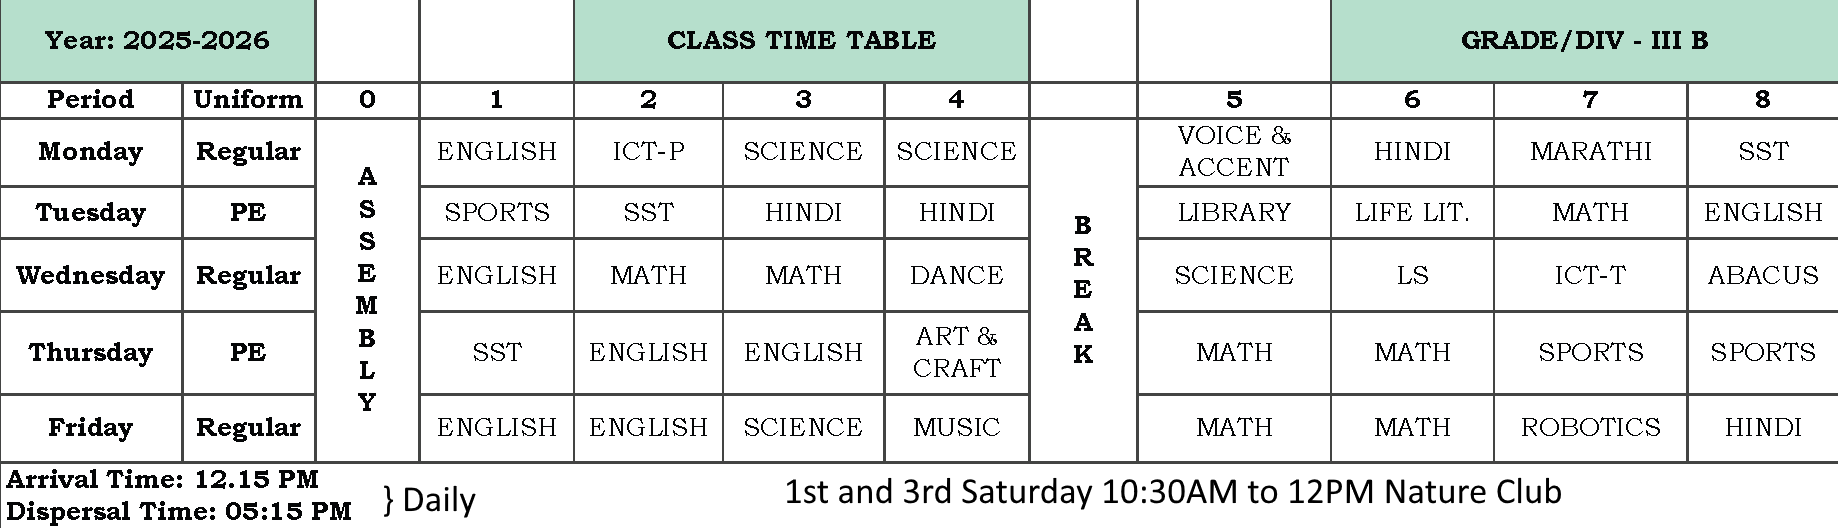 Year: 2025-2026 CLASS TIME TABLE GRADE/DIV - III B
Period Uniform 0 1 2 3 4 5 6 7 8
Monday Regular ENGLISH ICT-P SCIENCE SCIENCE VOICE & ACCENT HINDI MARATHI SST
Tuesday PE SPORTS SST HINDI HINDI LIBRARY LIFE LIT. MATH ENGLISH
Wednesday Regular ENGLISH MATH MATH DANCE SCIENCE LS ICT-T ABACUS
Thursday PE SST ENGLISH ENGLISH ART & CRAFT MATH MATH SPORTS SPORTS
Friday Regular ENGLISH ENGLISH SCIENCE MUSIC MATH MATH ROBOTICS HINDI
ASSEMBLY
BREAK
Arrival Time: 12.15 PM
Dispersal Time: 05:15 PM
} Daily
1st and 3rd Saturday 10:30AM to 12PM Nature Club